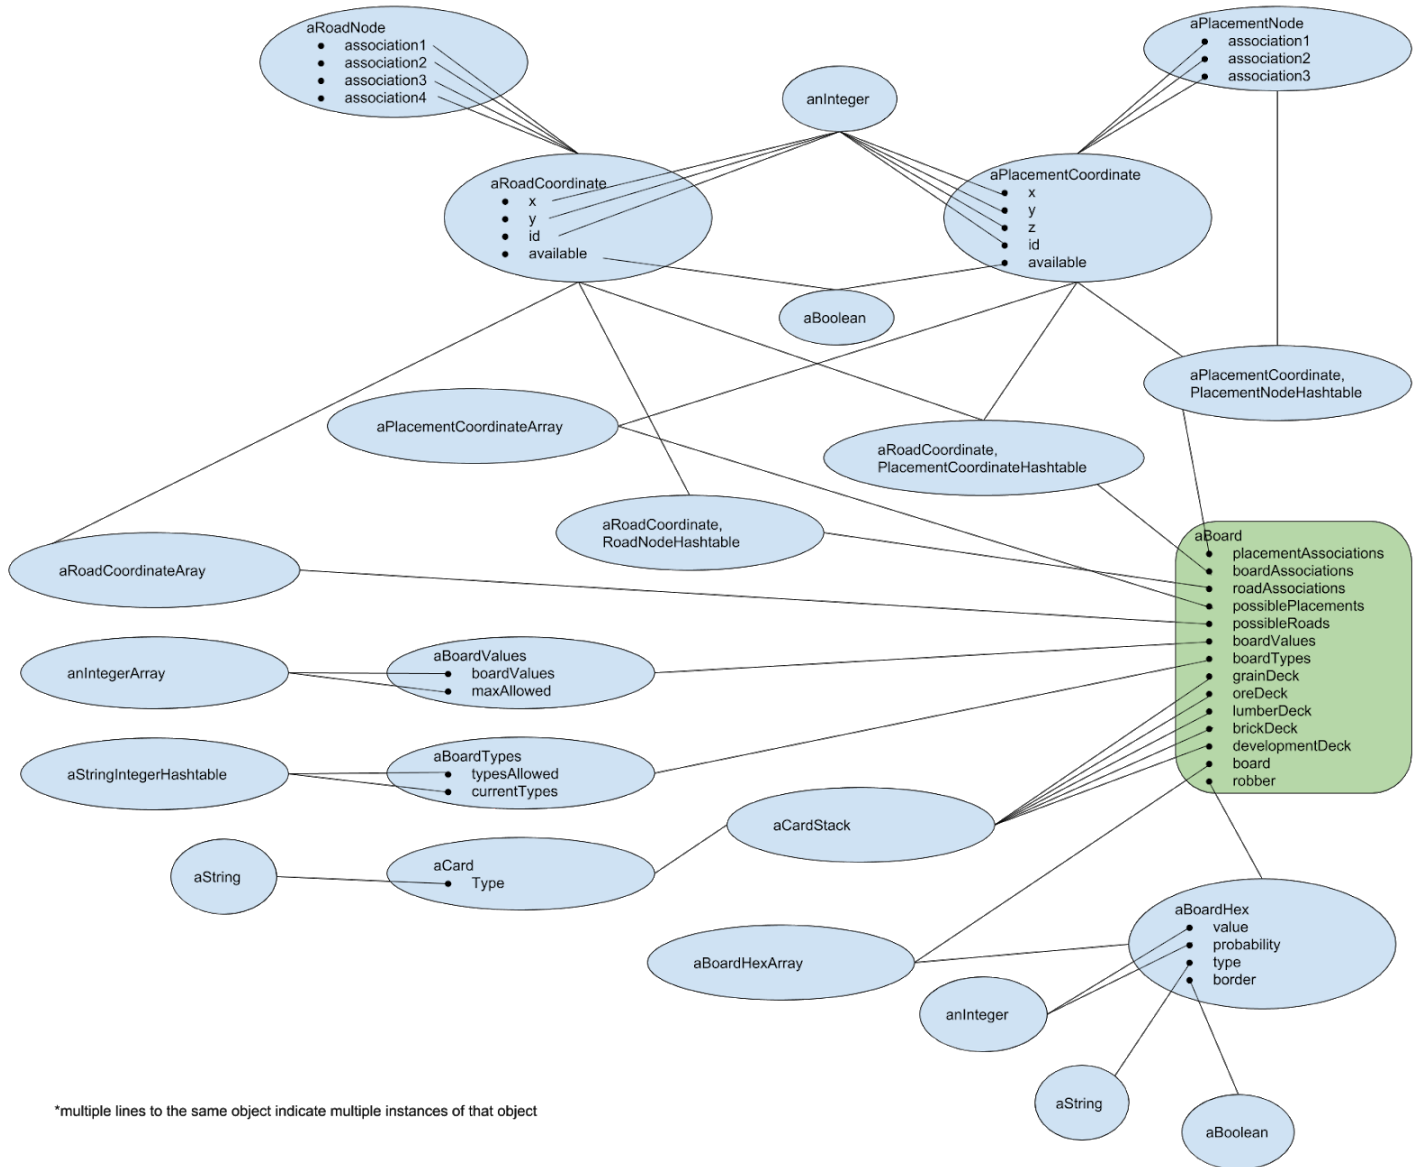 aRoadNode
association1
association2
association3
association4
aPlacementNode
association1
association2
association3
anInteger
aRoadCoordinate
x
y
id
available
aPlacementCoordinate
x
y
z
id
available
aBoolean
aPlacementCoordinate,
PlacementNodeHashtable
aPlacementCoordinateArray
aRoadCoordinate,
PlacementCoordinateHashtable
aRoadCoordinate,
RoadNodeHashtable
aRoadCoordinateAray
aBoard
placementAssociations
boardAssociations
roadAssociations
possiblePlacements
possibleRoads
boardValues
boardTypes
grainDeck
oreDeck
lumberDeck
brickDeck
developmentDeck
board
robber
anIntegerArray
aBoardValues
boardValues
maxAllowed
aStringIntegerHashtable
aBoardTypes
typesAllowed
currentTypes
aCardStack
aString
aCard
Type
aBoardHexArray
aBoardHex
value
probability
type
border
anInteger
aString
aBoolean
*multiple lines to the same object indicate multiple instances of that object